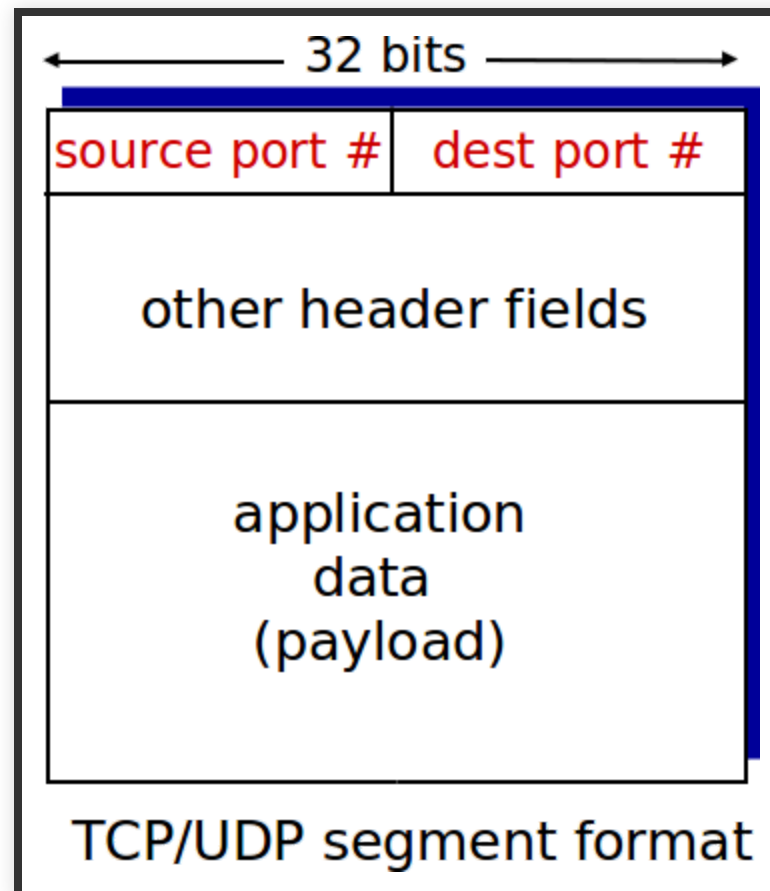 32 bits
source port # dest port #
other header fields
application
data
(payload)
TCP/UDP segment format